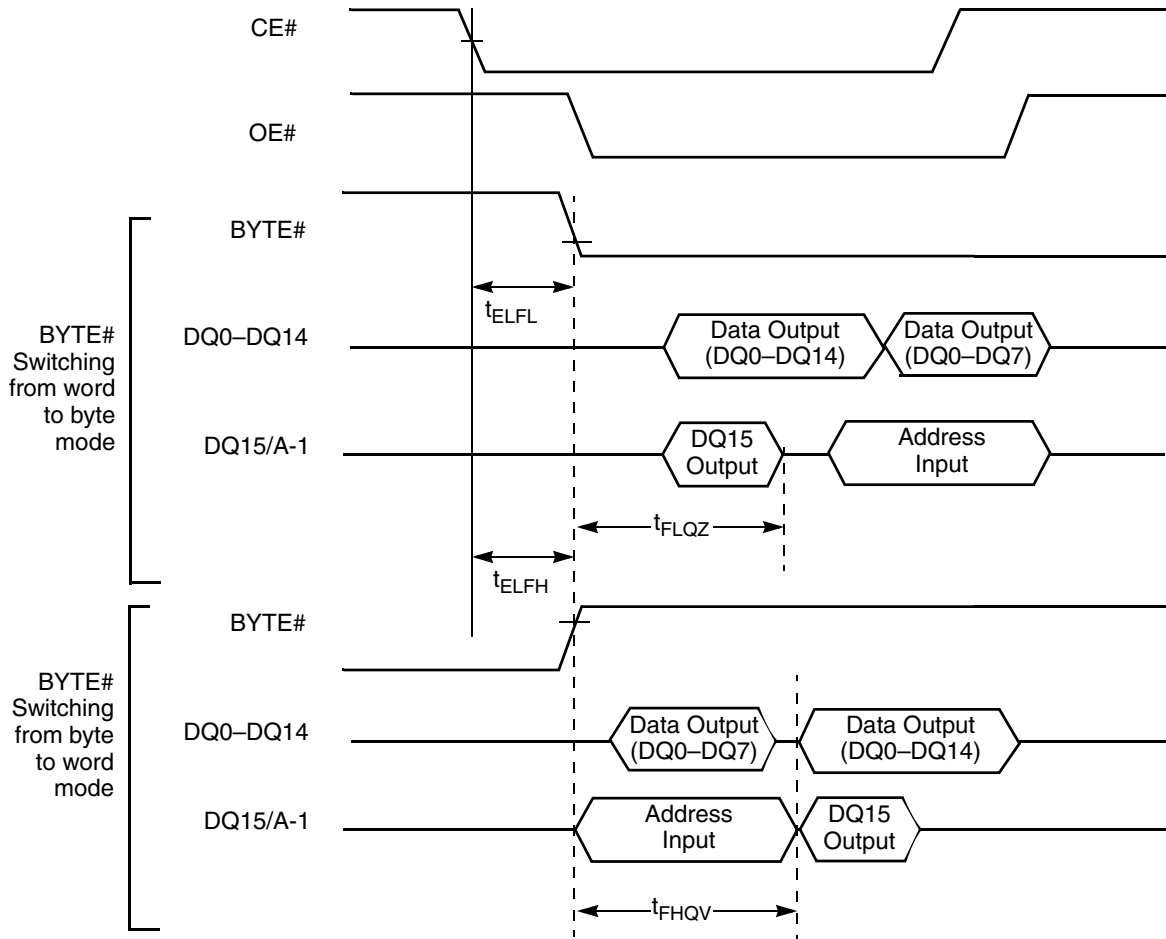 CE#
OE#
BYTE#
tELFL
BYTE#
Switching
from word
to byte
mode
DQ0–DQ14
Data Output
(DQ0–DQ14)
Data Output
(DQ0–DQ7)
DQ15/A-1
DQ15
Output
Address
Input
tFLQZ
tELFH
BYTE#
BYTE#
Switching
from byte
to word
mode
DQ0–DQ14
Data Output
(DQ0–DQ7)
Data Output
(DQ0–DQ14)
DQ15/A-1
Address
Input
DQ15
Output
tFHQV